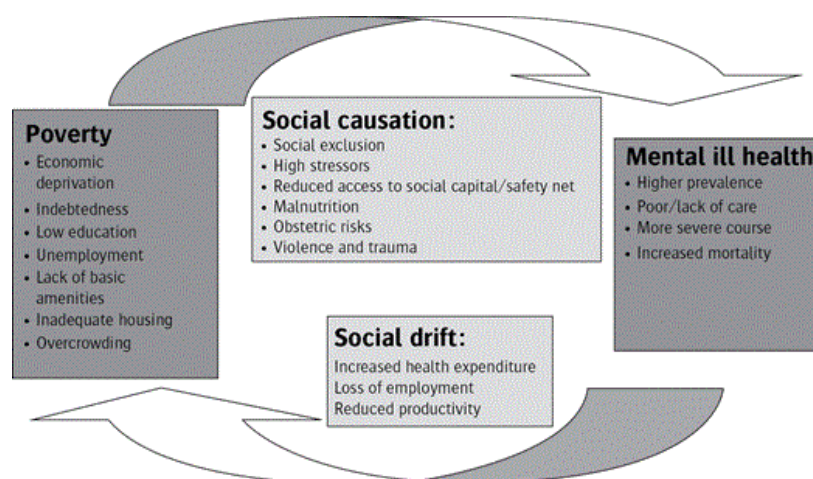 Poverty
• Economic
deprivation
• Indebtedness
• Low education
• Unemployment
• Lack of basic
amenities
• Inadequate housing
• Overcrowding
Social causation:
• Social exclusion
• High stressors
• Reduced access to social capital/safety net
• Malnutrition
• Obstetric risks
• Violence and trauma
Mental ill health
• Higher prevalence
• Poor/lack of care
• More severe course
• Increased mortality
Social drift:
Increased health expenditure
Loss of employment
Reduced productivity